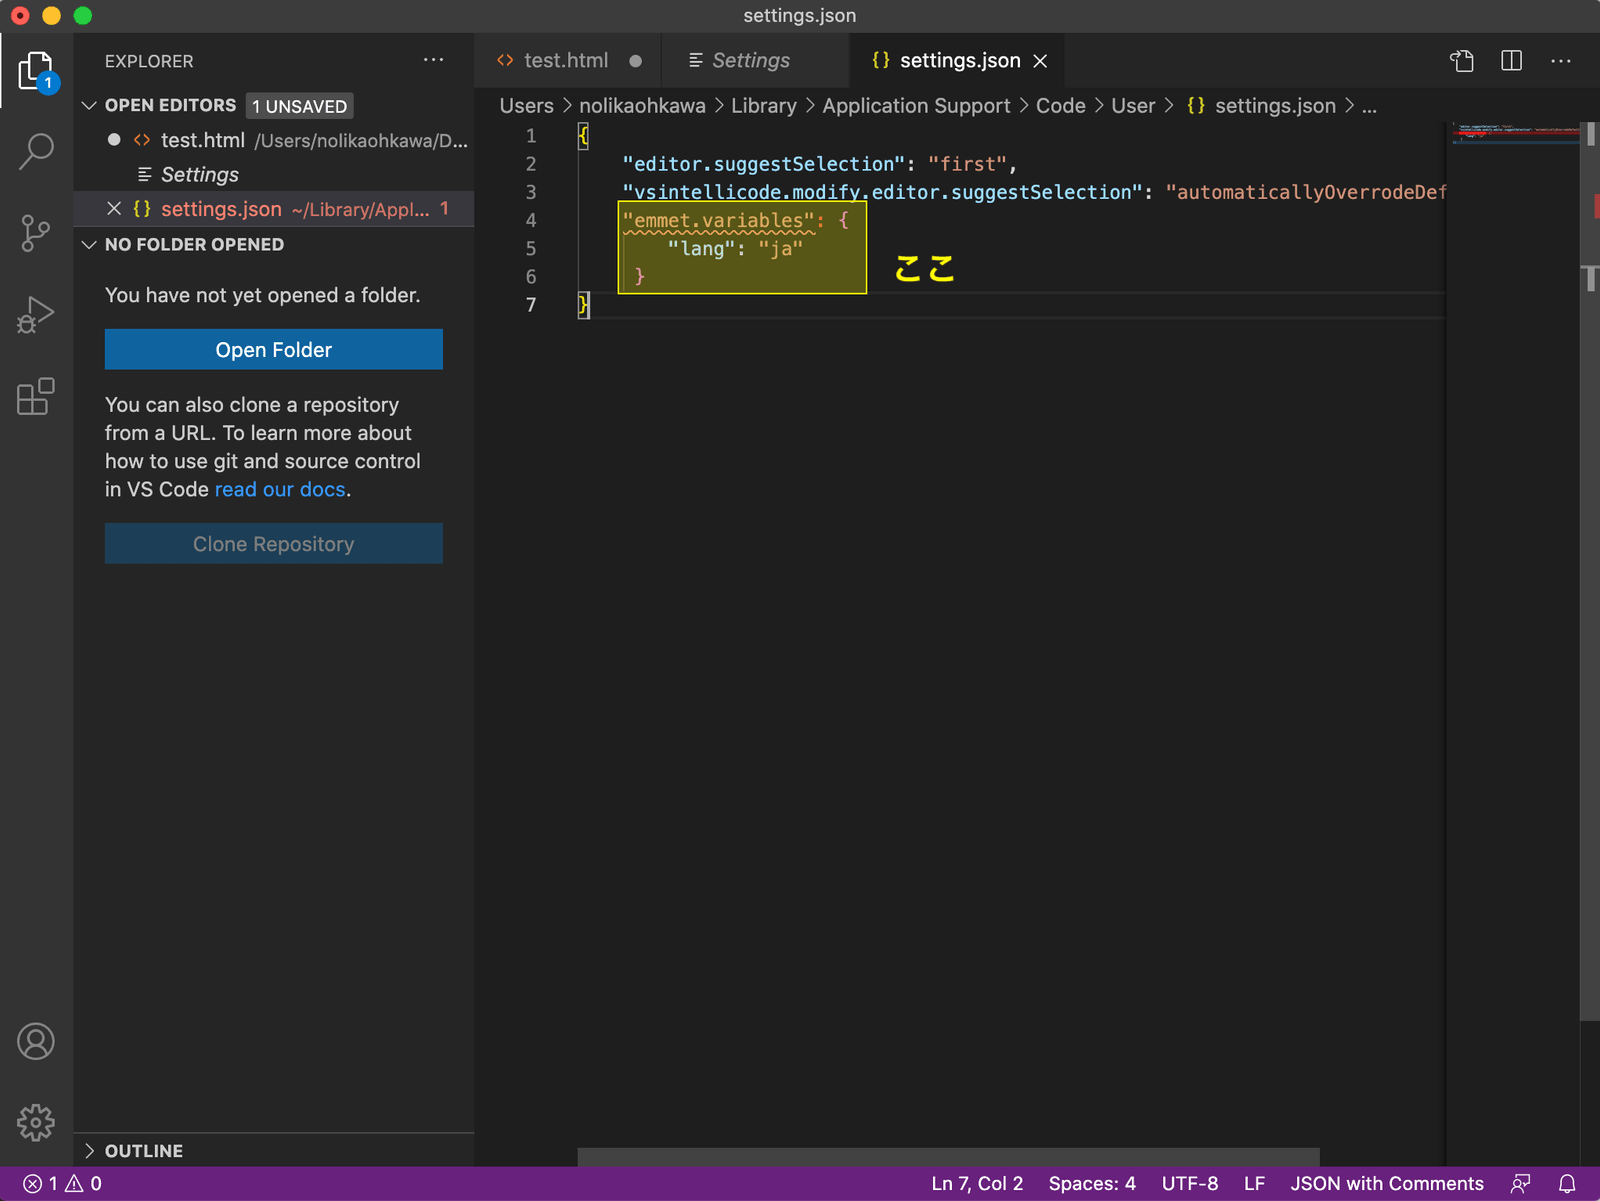 settings.json
EXPLORER
test.html
Settings
settings.json
1
OPEN EDITORS 1 UNSAVED
Users > nolikaohkawa > Library > Application Support > Code > User > {} settings.json > ...
test.html /Users/nolikaohkawa/D...
Settings
settings.json ~/Library/Appl... 1
NO FOLDER OPENED
You have not yet opened a folder.
Open Folder
You can also clone a repository
from a URL. To learn more about
how to use git and source control
in VS Code read our docs.
Clone Repository
OUTLINE
1 {
2 "editor.suggestSelection": "first",
3 "vsintellicode.modify.editor.suggestSelection": "automaticallyOverrodeDef
4 "emmet.variables": {
5 "lang": "ja"
6 }
7 }
ここ
1 0
Ln 7, Col 2 Spaces: 4 UTF-8 LF JSON with Comments